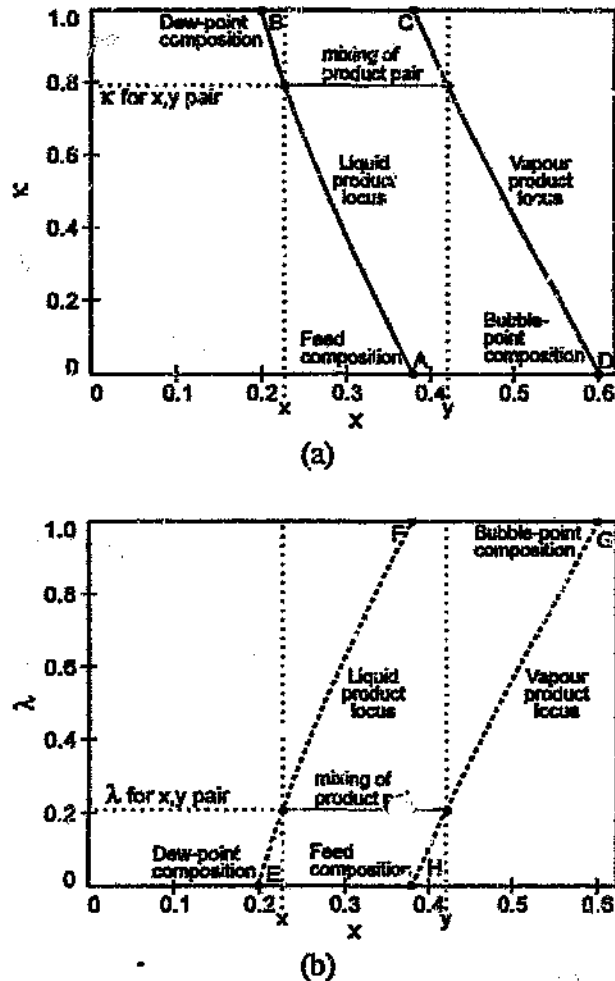 1.0
Dew-point
composition
B
C
mixing of
product pair
0.8
κ for x,y pair
0.6
Liquid
product
locus
Vapour
product
locus
κ
0.4
0.2
Feed
composition
A
Bubble-
point
composition
D
0
0 0.1 0.2 0.3 0.4 0.5 0.6
x X y
(a)
1.0
F
Bubble-point
composition
G
0.8
Liquid
product
locus
Vapour
product
locus
0.6
λ
0.4
λ for x,y pair
mixing of
product
0.2
Dew-point
composition
E
Feed
composition
H
0
0 0.1 0.2 0.3 0.4 0.5 0.6
x X y
(b)